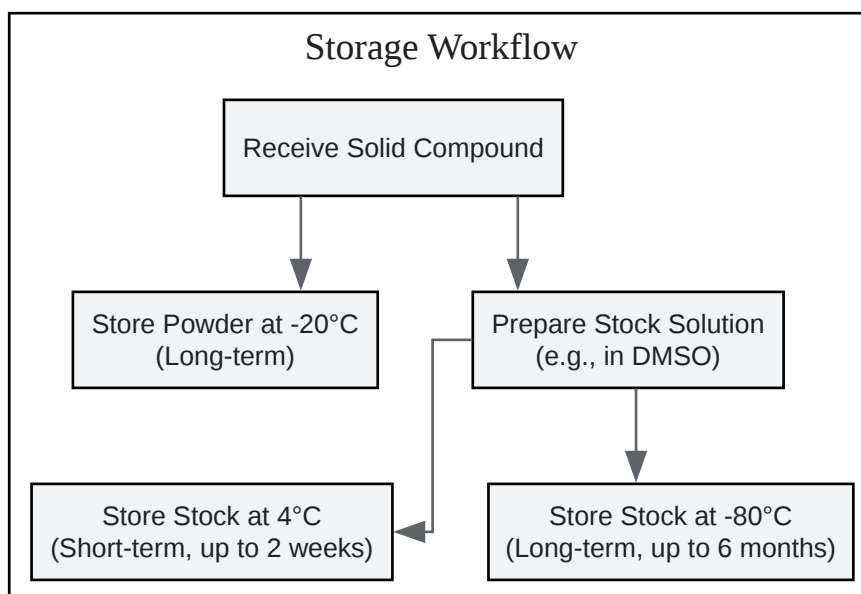 Storage Workflow
Receive Solid Compound
Store Powder at -20°C
(Long-term)
Prepare Stock Solution
(e.g., in DMSO)
Store Stock at 4°C
(Short-term, up to 2 weeks)
Store Stock at -80°C
(Long-term, up to 6 months)